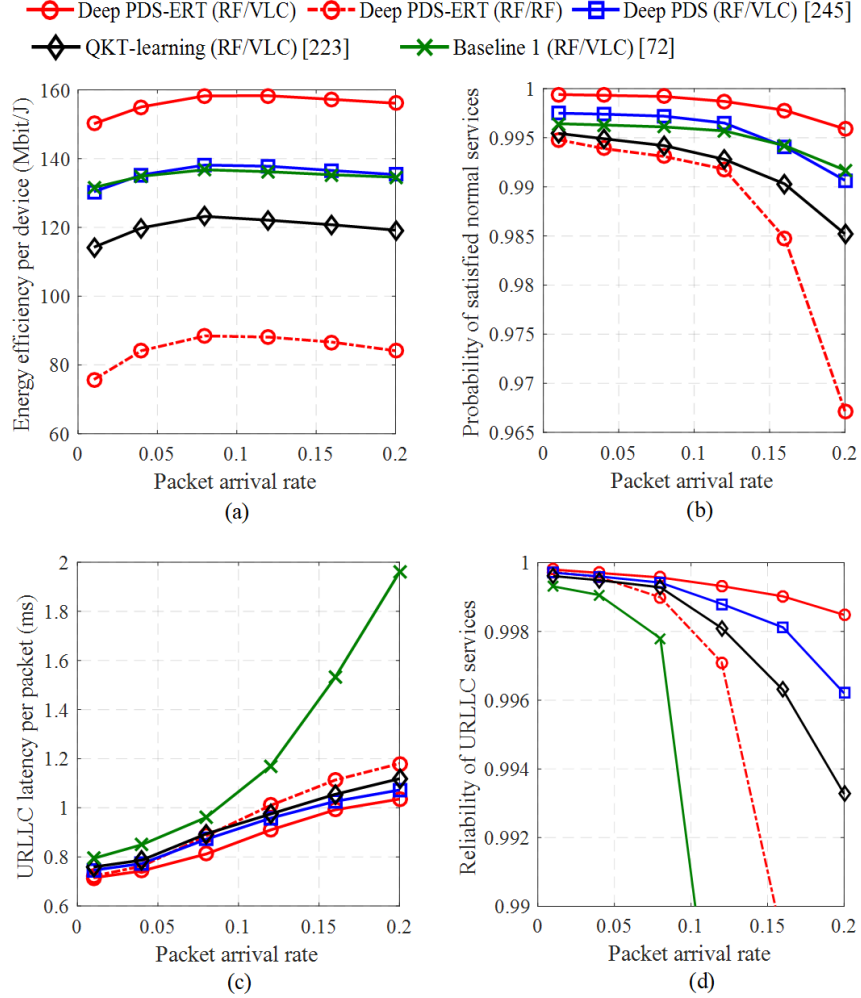 Deep PDS-ERT (RF/VLC) Deep PDS-ERT (RF/RF) Deep PDS (RF/VLC) [245]
QKT-learning (RF/VLC) [223] Baseline 1 (RF/VLC) [72]
Energy efficiency per device (Mbit/J)
160
140
120
100
80
60
0 0.05 0.1 0.15 0.2
Packet arrival rate
(a)
Probability of satisfied normal services
1
0.995
0.99
0.985
0.98
0.975
0.97
0.965
0 0.05 0.1 0.15 0.2
Packet arrival rate
(b)
URLLC latency per packet (ms)
2
1.8
1.6
1.4
1.2
1
0.8
0.6
0 0.05 0.1 0.15 0.2
Packet arrival rate
(c)
Reliability of URLLC services
1
0.998
0.996
0.994
0.992
0.99
0 0.05 0.1 0.15 0.2
Packet arrival rate
(d)